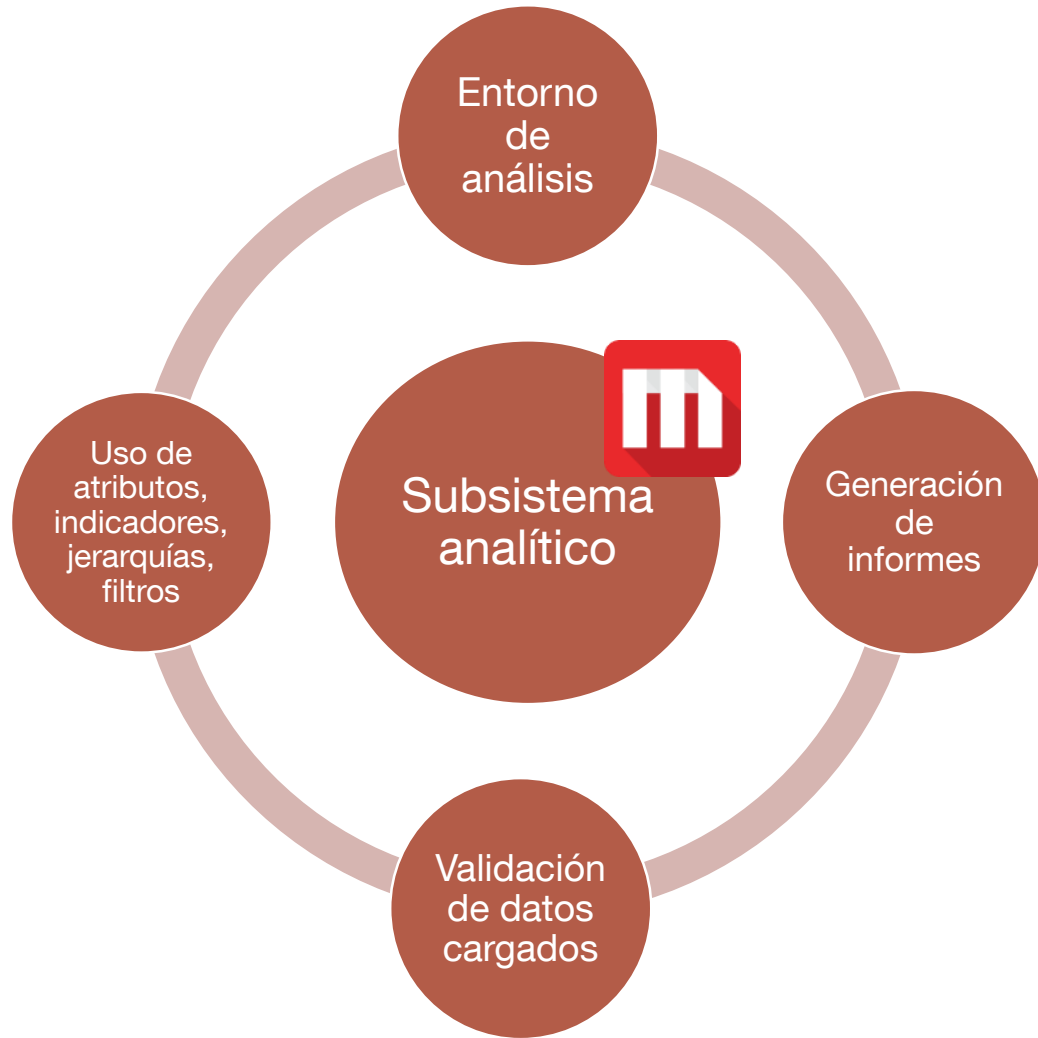 Entorno
de
análisis
Uso de
atributos,
indicadores,
jerarquías,
filtros
Subsistema
analítico
Generación
de
informes
Validación
de datos
cargados